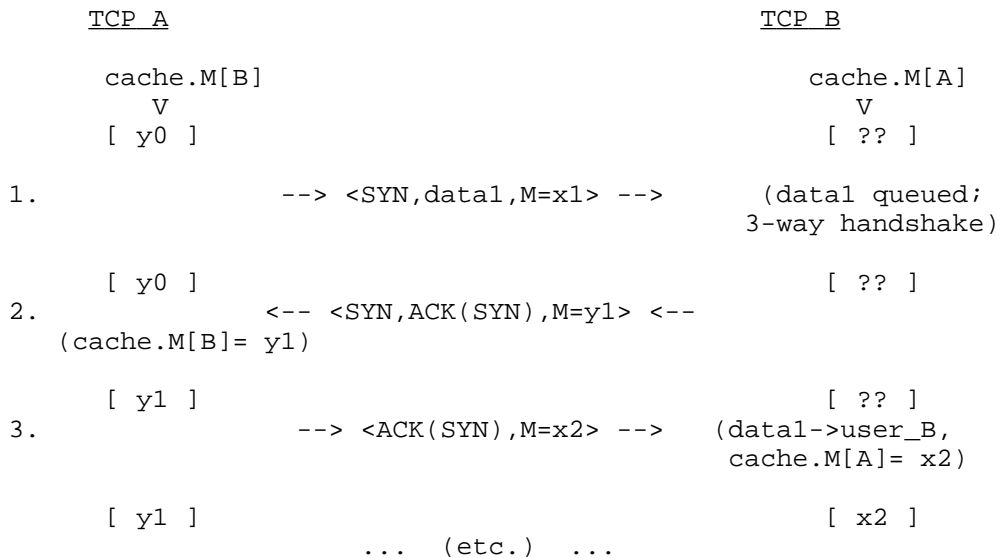 TCP A TCP B
cache.M[B] cache.M[A]
V V
[ y0 ] [ ?? ]
1. --> <SYN,data1,M=x1> --> (data1 queued;
3-way handshake)
[ y0 ] [ ?? ]
2. <-- <SYN,ACK(SYN),M=y1> <--
(cache.M[B]= y1)
[ y1 ] [ ?? ]
3. --> <ACK(SYN),M=x2> --> (data1->user_B,
cache.M[A]= x2)
[ y1 ] [ x2 ]
... (etc.) ...